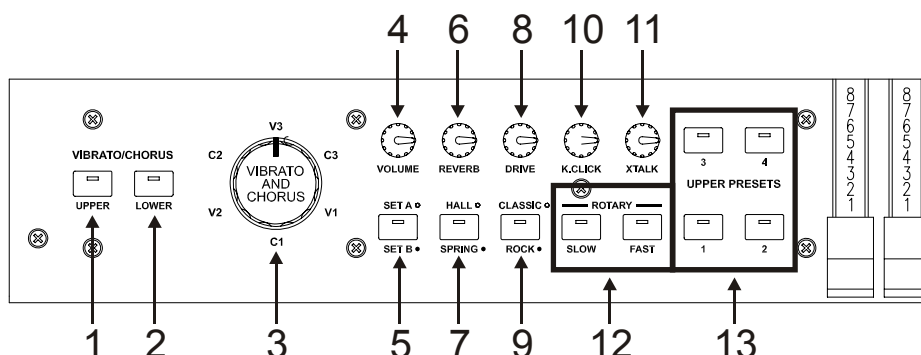 4 6 8 10 11
V3
C2 C3
VIBRATO/CHORUS
VIBRATO
AND
CHORUS
V2 V1
C1
UPPER LOWER
VOLUME REVERB DRIVE K.CLICK XTALK
SET A HALL CLASSIC ROTARY
SET B SPRING ROCK SLOW FAST
3 4
UPPER PRESETS
1 2
8 8
7 7
6 6
5 5
4 4
3 3
2 2
1 1
1 2 3 5 7 9 12 13